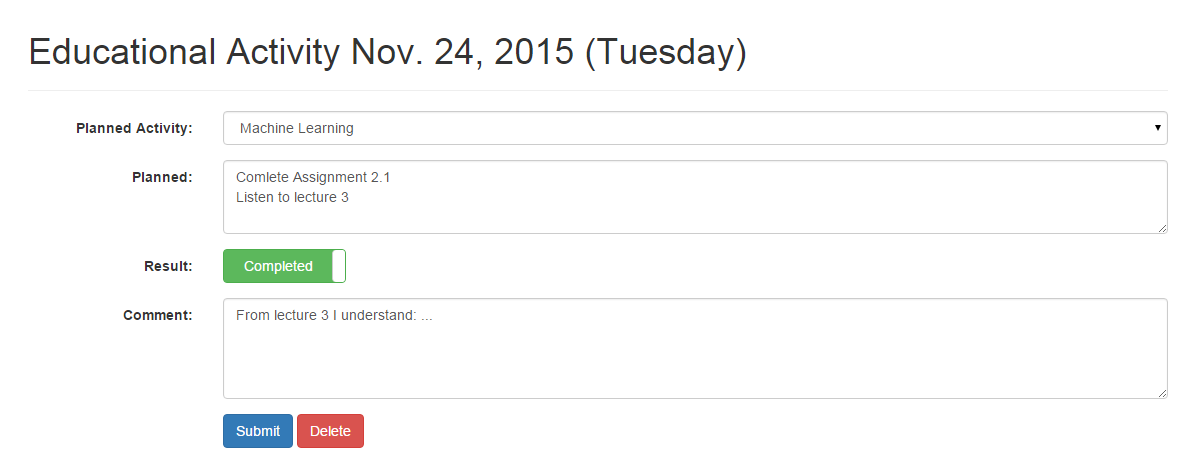 Educational Activity Nov. 24, 2015 (Tuesday)
Planned Activity: Machine Learning
Planned: Comlete Assignment 2.1
Listen to lecture 3
Result: Completed
Comment: From lecture 3 I understand: ...
Submit Delete